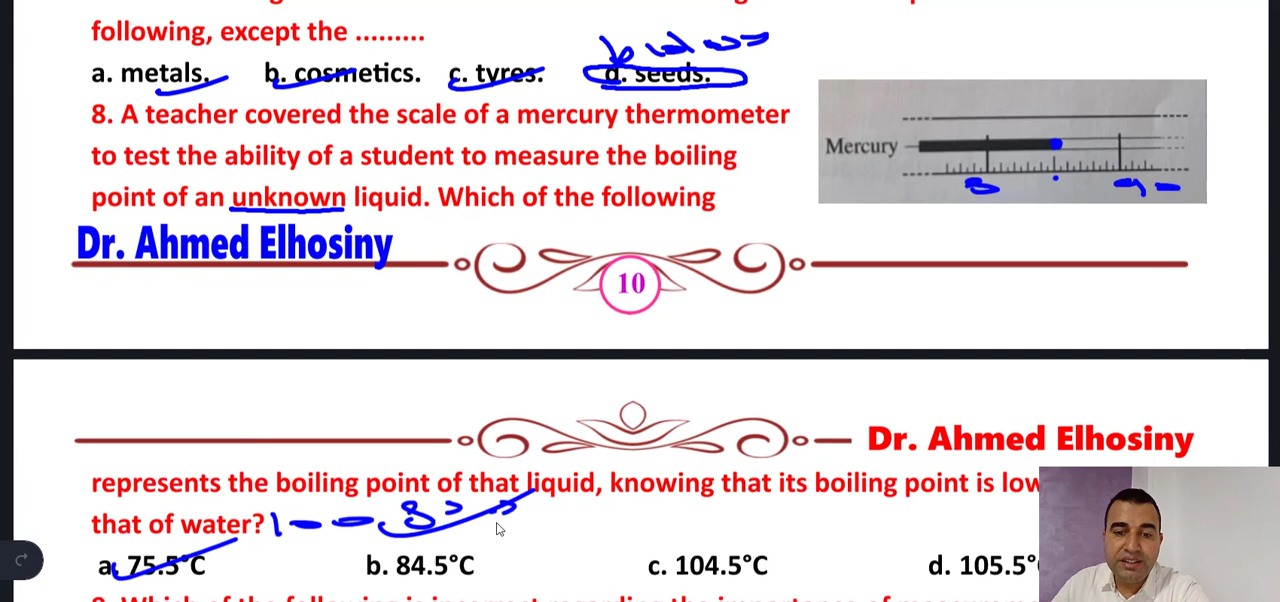 following, except the .........
a. metals. b. cosmetics. c. tyres. d. seeds.
8. A teacher covered the scale of a mercury thermometer
to test the ability of a student to measure the boiling
point of an unknown liquid. Which of the following
Mercury
Dr. Ahmed Elhosiny
10
Dr. Ahmed Elhosiny
represents the boiling point of that liquid, knowing that its boiling point is low
that of water?
a. 75.5°C b. 84.5°C c. 104.5°C d. 105.5°